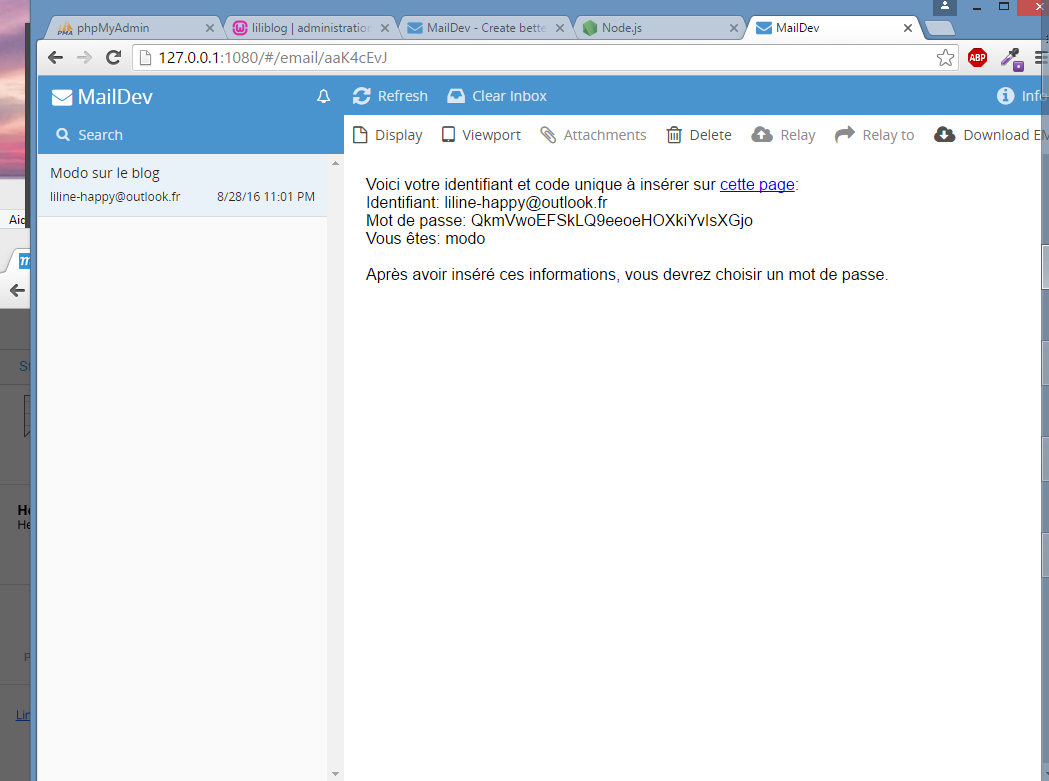 phpMyAdmin
liliblog | administration
MailDev - Create bette
Node.js
MailDev
127.0.0.1:1080/#/email/aaK4cEvJ
ABP
MailDev
Refresh
Clear Inbox
Info
Search
Display
Viewport
Attachments
Delete
Relay
Relay to
Download EM
Modo sur le blog
liline-happy@outlook.fr 8/28/16 11:01 PM
Voici votre identifiant et code unique à insérer sur cette page:
Identifiant: liline-happy@outlook.fr
Mot de passe: QkmVwoEFSkLQ9eeoeHOXkiYvlsXGjo
Vous êtes: modo
Après avoir inséré ces informations, vous devrez choisir un mot de passe.